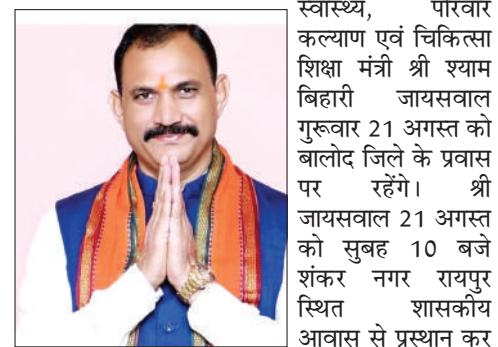 स्वास्थ्य, परिवार
कल्याण एवं चिकित्सा
शिक्षा मंत्री श्री श्याम
बिहारी जायसवाल
गुरूवार 21 अगस्त को
बालोद जिले के प्रवास
पर रहेंगे। श्री
जायसवाल 21 अगस्त
को सुबह 10 बजे
शंकर नगर रायपुर
स्थित शासकीय
आवास से प्रस्थान कर